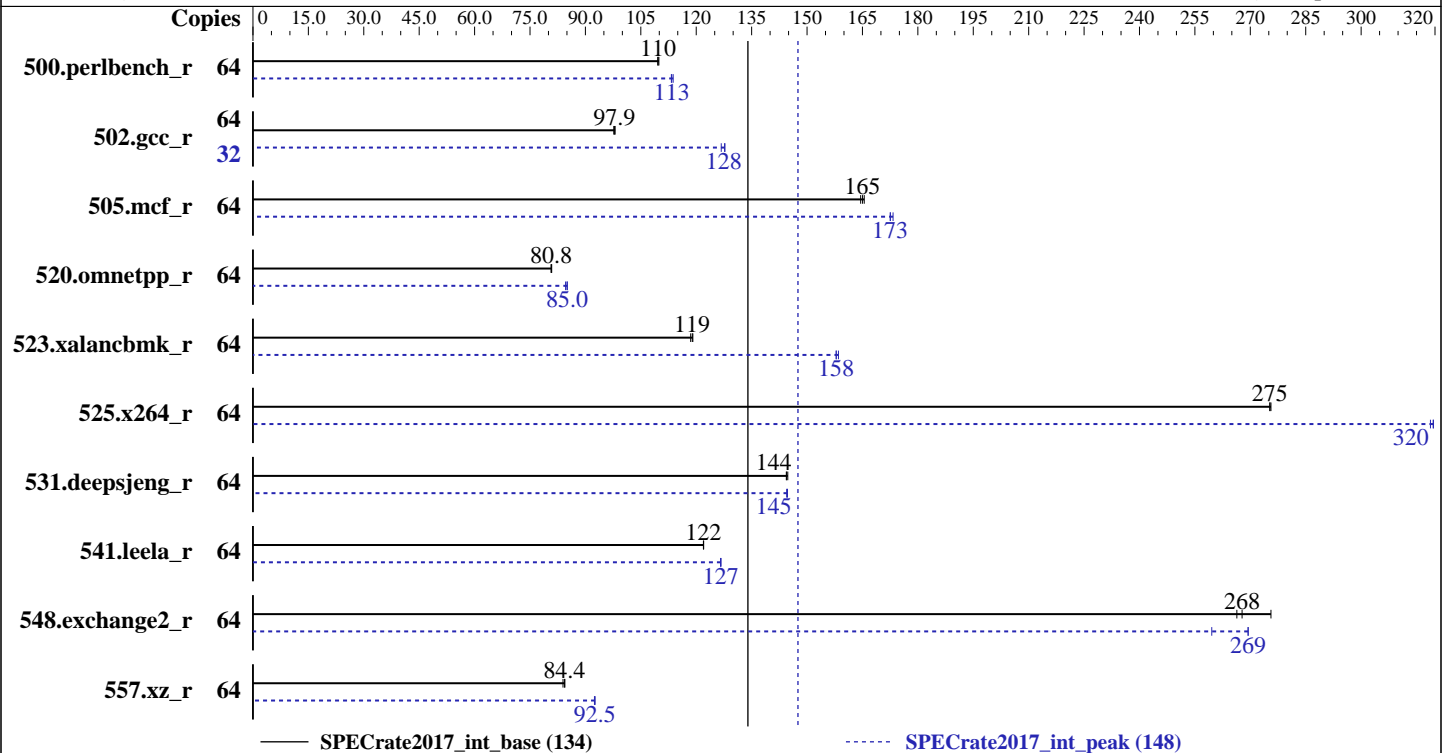 Copies 0 15.0 30.0 45.0 60.0 75.0 90.0 105 120 135 150 165 180 195 210 225 240 255 270 285 300 320
110
500.perlbench_r 64
113
64 97.9
502.gcc_r
32 128
165
505.mcf_r 64
173
80.8
520.omnetpp_r 64
85.0
119
523.xalancbmk_r 64
158
275
525.x264_r 64
320
144
531.deepsjeng_r 64
145
122
541.leela_r 64
127
268
548.exchange2_r 64
269
84.4
557.xz_r 64
92.5
SPECrate2017_int_base (134) SPECrate2017_int_peak (148)